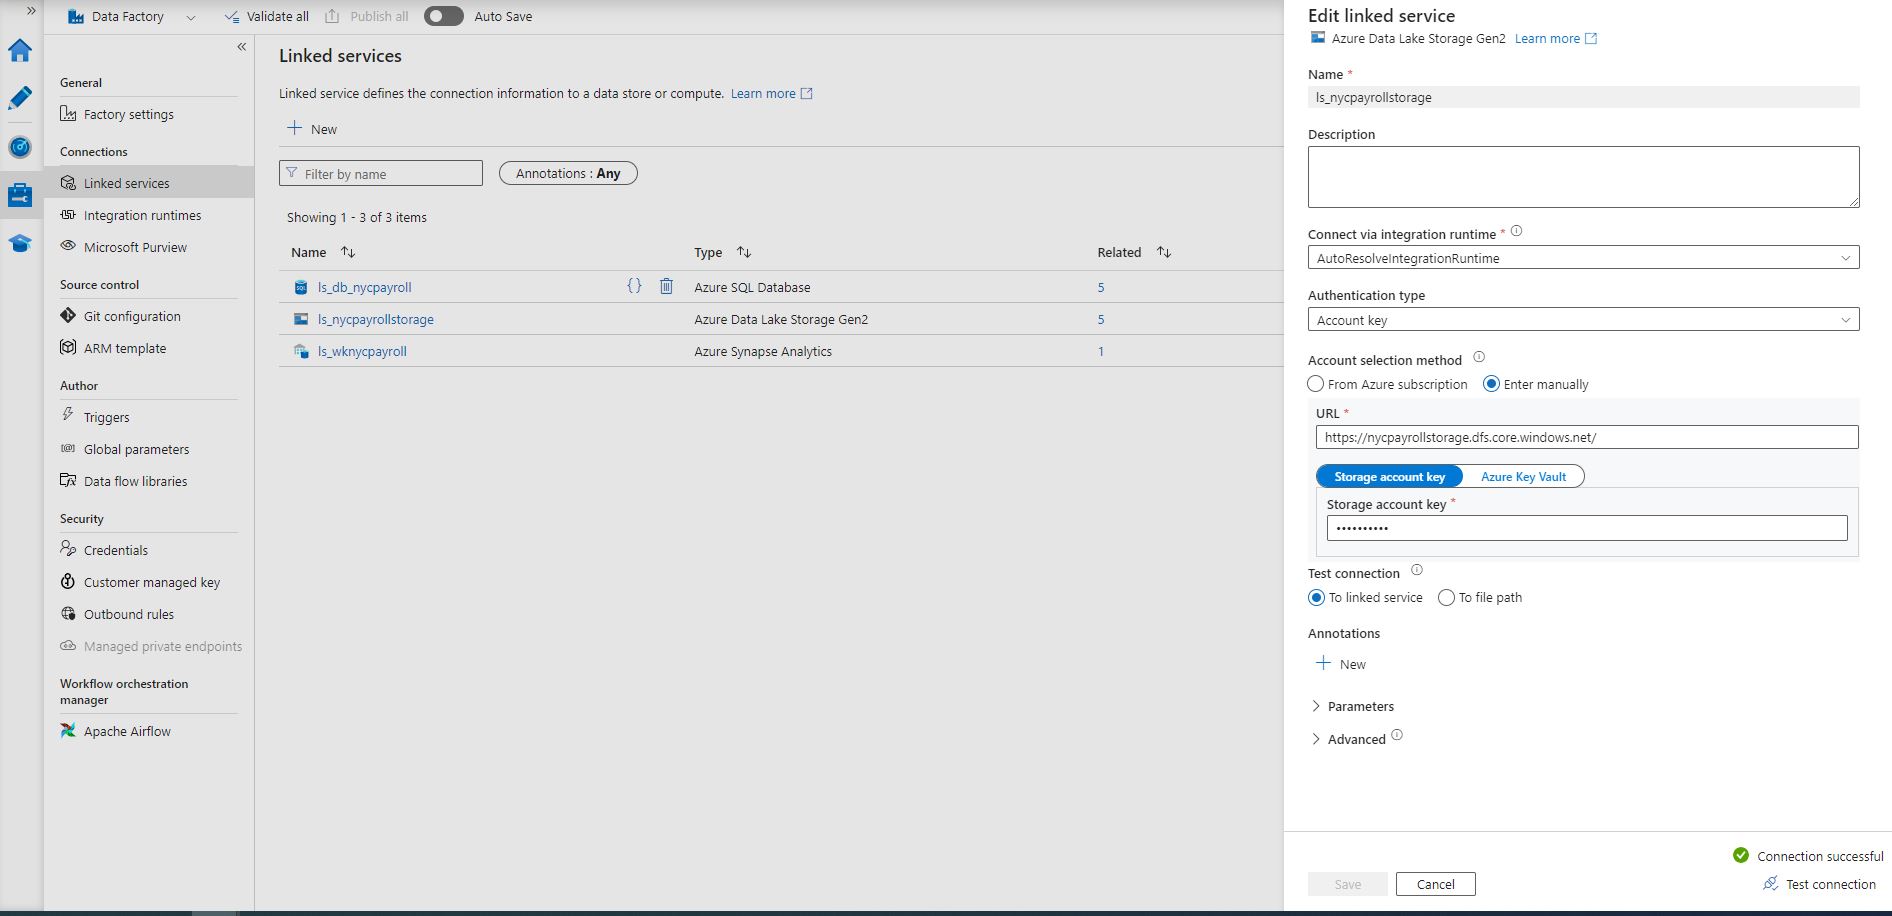 Data Factory
Validate all
Publish all
Auto Save
General
Factory settings
Connections
Linked services
Integration runtimes
Microsoft Purview
Source control
Git configuration
ARM template
Author
Triggers
Global parameters
Data flow libraries
Security
Credentials
Customer managed key
Outbound rules
Managed private endpoints
Workflow orchestration
manager
Apache Airflow
Linked services
Linked service defines the connection information to a data store or compute. Learn more
New
Filter by name
Annotations : Any
Showing 1 - 3 of 3 items
Name Type Related
ls_db_nycpayroll {} Azure SQL Database 5
ls_nycpayrollstorage Azure Data Lake Storage Gen2 5
ls_wknycpayroll Azure Synapse Analytics 1
Edit linked service
Azure Data Lake Storage Gen2 Learn more
Name *
ls_nycpayrollstorage
Description
Connect via integration runtime *
AutoResolveIntegrationRuntime
Authentication type
Account key
Account selection method
From Azure subscription Enter manually
URL *
https://nycpayrollstorage.dfs.core.windows.net/
Storage account key Azure Key Vault
Storage account key *
••••••••••
Test connection
To linked service To file path
Annotations
New
Parameters
Advanced
Connection successful
Save Cancel Test connection